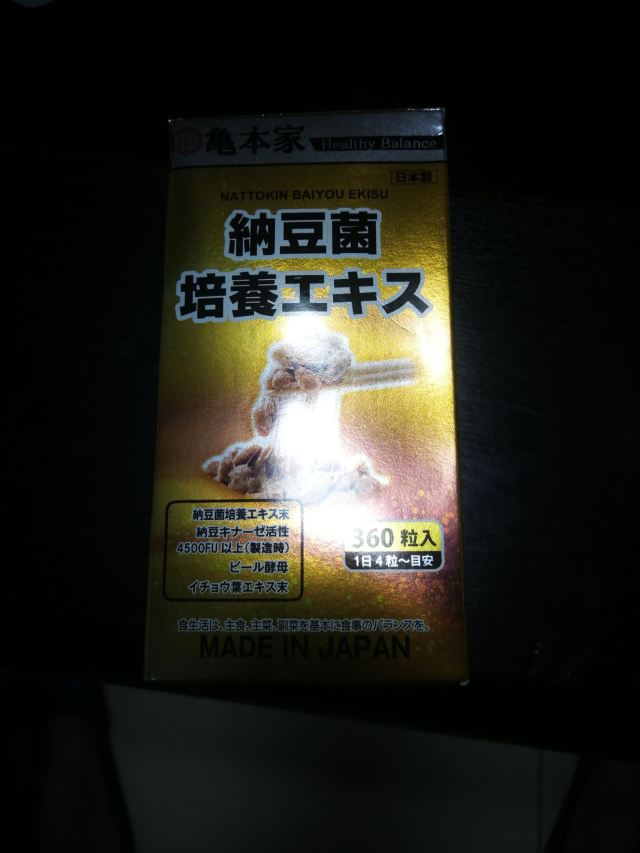 亀本家 Healthy Balance
日本製
NATTOKIN BAIYOU EKISU
納豆菌
培養エキス
納豆菌培養エキス末
納豆キナーゼ活性
4500FU以上(製造時)
ビール酵母
イチョウ葉エキス末
360粒入
1日4粒～目安
食生活は、主食、主菜、副菜を基本に食事のバランスを。
MADE IN JAPAN